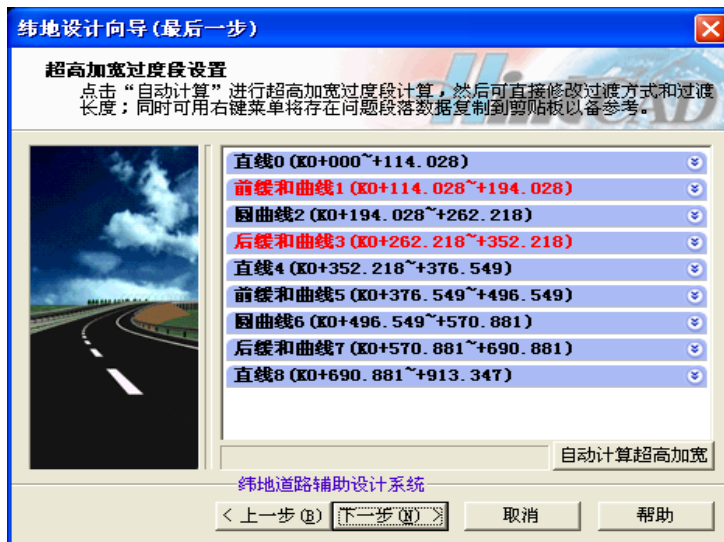 纬地设计向导(最后一步)
超高加宽过度段设置
点击“自动计算”进行超高加宽过度段计算，然后可直接修改过渡方式和过渡
长度；同时可用右键菜单将存在问题段落数据复制到剪贴板以备参考。
直线0(K0+000~+114.028)
前缓和曲线1(K0+114.028~+194.028)
圆曲线2(K0+194.028~+262.218)
后缓和曲线3(K0+262.218~+352.218)
直线4(K0+352.218~+376.549)
前缓和曲线5(K0+376.549~+496.549)
圆曲线6(K0+496.549~+570.881)
后缓和曲线7(K0+570.881~+690.881)
直线8(K0+690.881~+913.347)
自动计算超高加宽
纬地道路辅助设计系统
< 上一步(B) 下一步(N) > 取消 帮助